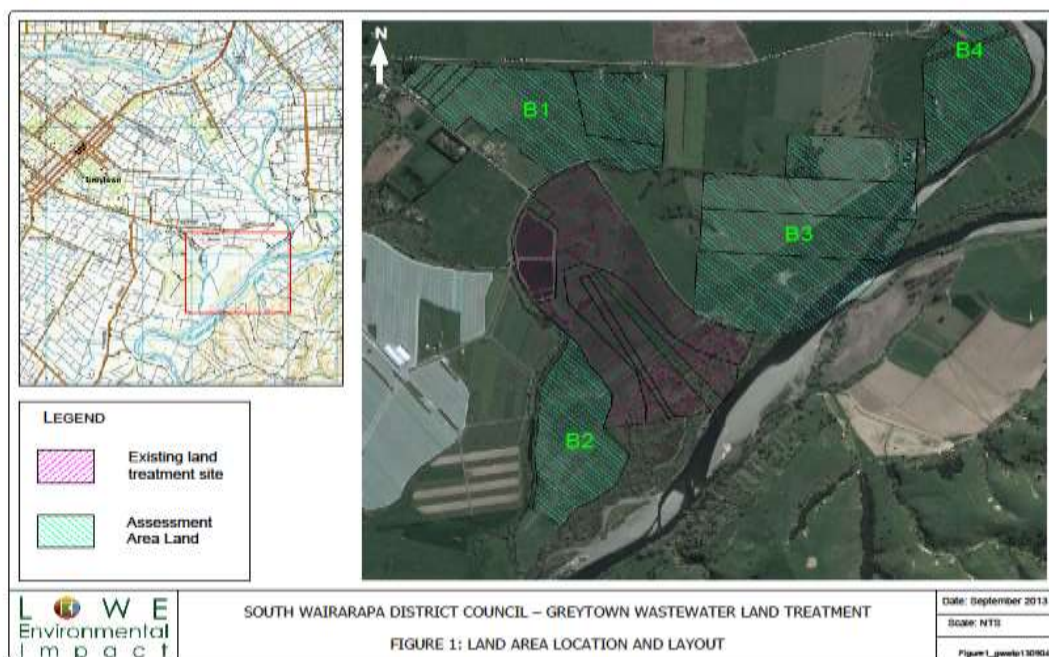 N
B1
B2
B3
B4
LEGEND
Existing land
treatment site
Assessment
Area Land
LOWE
Environmental
Impact
SOUTH WAIRARAPA DISTRICT COUNCIL – GREYTOWN WASTEWATER LAND TREATMENT
FIGURE 1: LAND AREA LOCATION AND LAYOUT
Date: September 2013
Scale: NTS